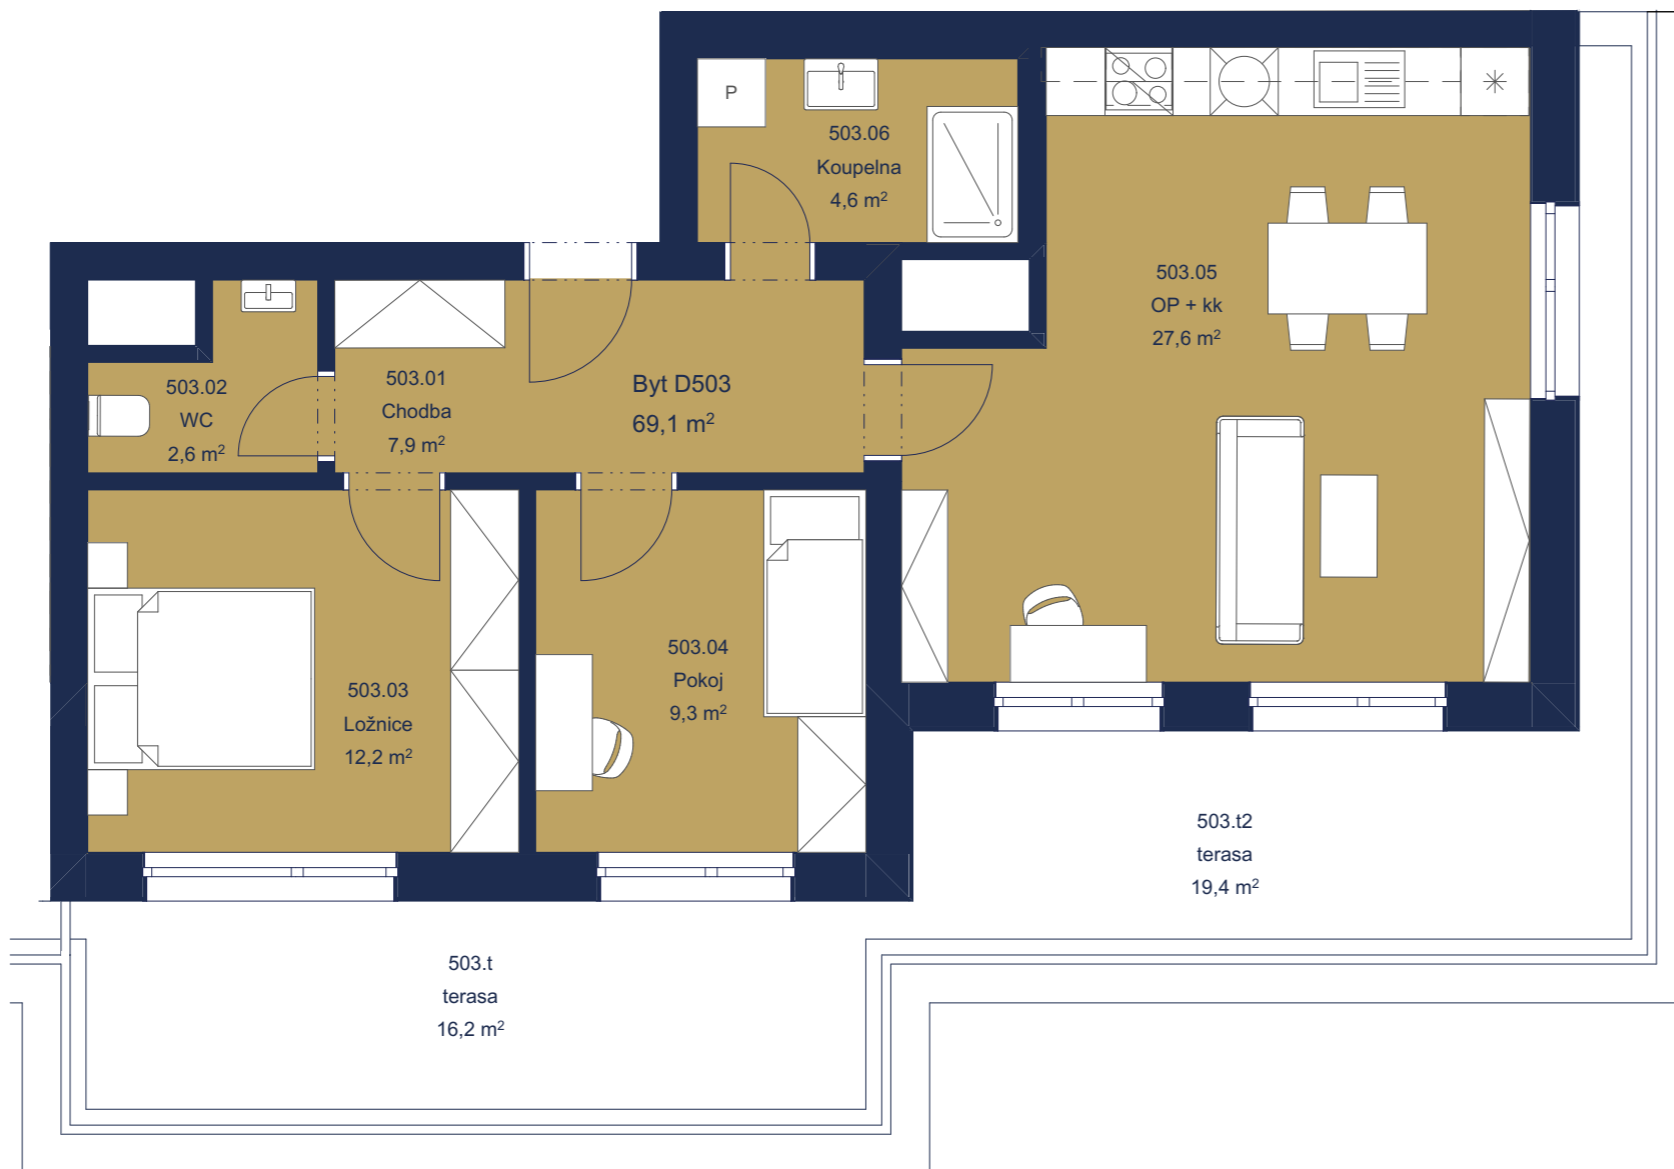 P
503.06
Koupelna
4,6 m²
503.05
OP + kk
27,6 m²
503.02
WC
2,6 m²
503.01
Chodba
7,9 m²
Byt D503
69,1 m²
503.03
Ložnice
12,2 m²
503.04
Pokoj
9,3 m²
503.t2
terasa
19,4 m²
503.t
terasa
16,2 m²